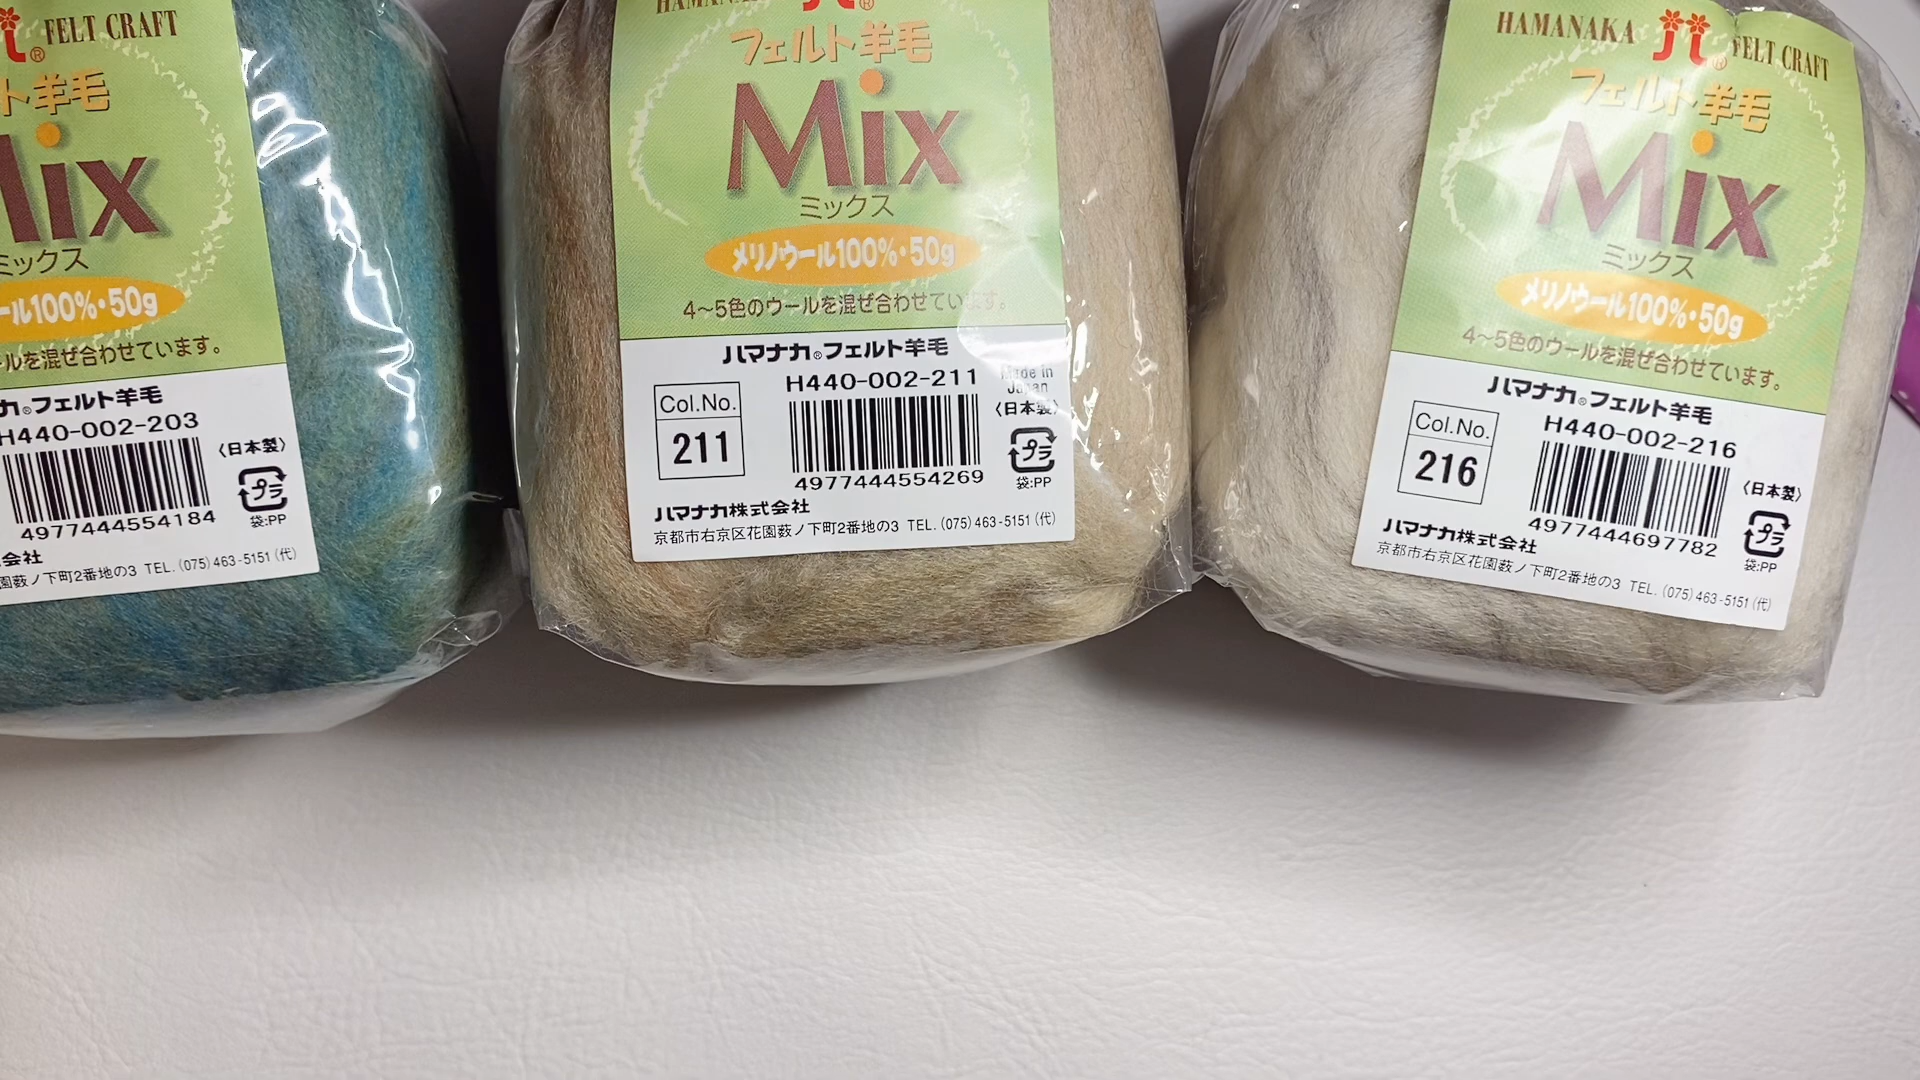 FELT CRAFT
ト羊毛
Mix
ミックス
ール100%・50g
ルを混ぜ合わせています。
カ®フェルト羊毛
H440-002-203
〈日本製〉
プラ
袋:PP
4977444554184
会社
園薮ノ下町2番地の3 TEL.(075)463-5151(代)
フェルト羊毛
Mix
ミックス
メリノウール100%・50g
4〜5色のウールを混ぜ合わせています。
ハマナカ®フェルト羊毛
H440-002-211
Made in
Japan
〈日本製〉
Col.No.
211
プラ
袋:PP
4977444554269
ハマナカ株式会社
京都市右京区花園薮ノ下町2番地の3 TEL.(075)463-5151(代)
HAMANAKA FELT CRAFT
フェルト羊毛
Mix
ミックス
メリノウール100%・50g
4〜5色のウールを混ぜ合わせています。
ハマナカ®フェルト羊毛
Col.No.
216
H440-002-216
〈日本製〉
プラ
袋:PP
4977444697782
ハマナカ株式会社
京都市右京区花園薮ノ下町2番地の3 TEL.(075)463-5151(代)